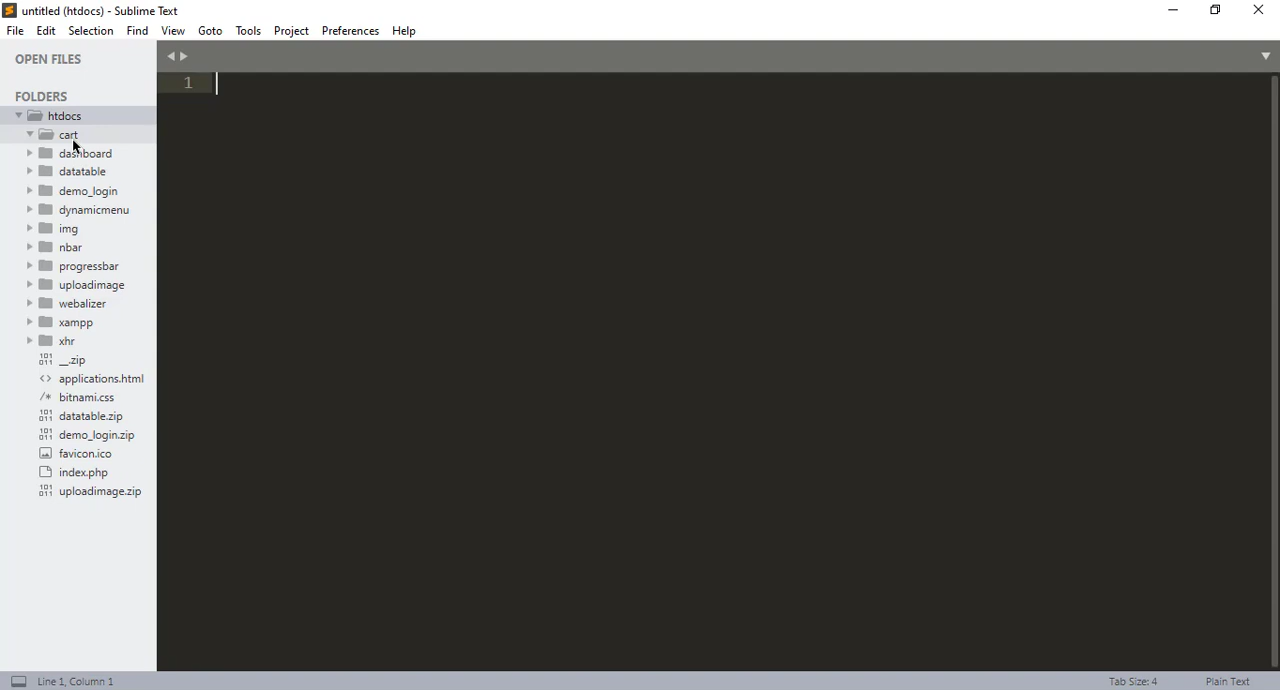 untitled (htdocs) - Sublime Text
File Edit Selection Find View Goto Tools Project Preferences Help
OPEN FILES
FOLDERS
htdocs
cart
dashboard
datatable
demo_login
dynamicmenu
img
nbar
progressbar
uploadimage
webalizer
xampp
xhr
__.zip
applications.html
bitnami.css
datatable.zip
demo_login.zip
favicon.ico
index.php
uploadimage.zip
1
Line 1, Column 1
Tab Size: 4
Plain Text